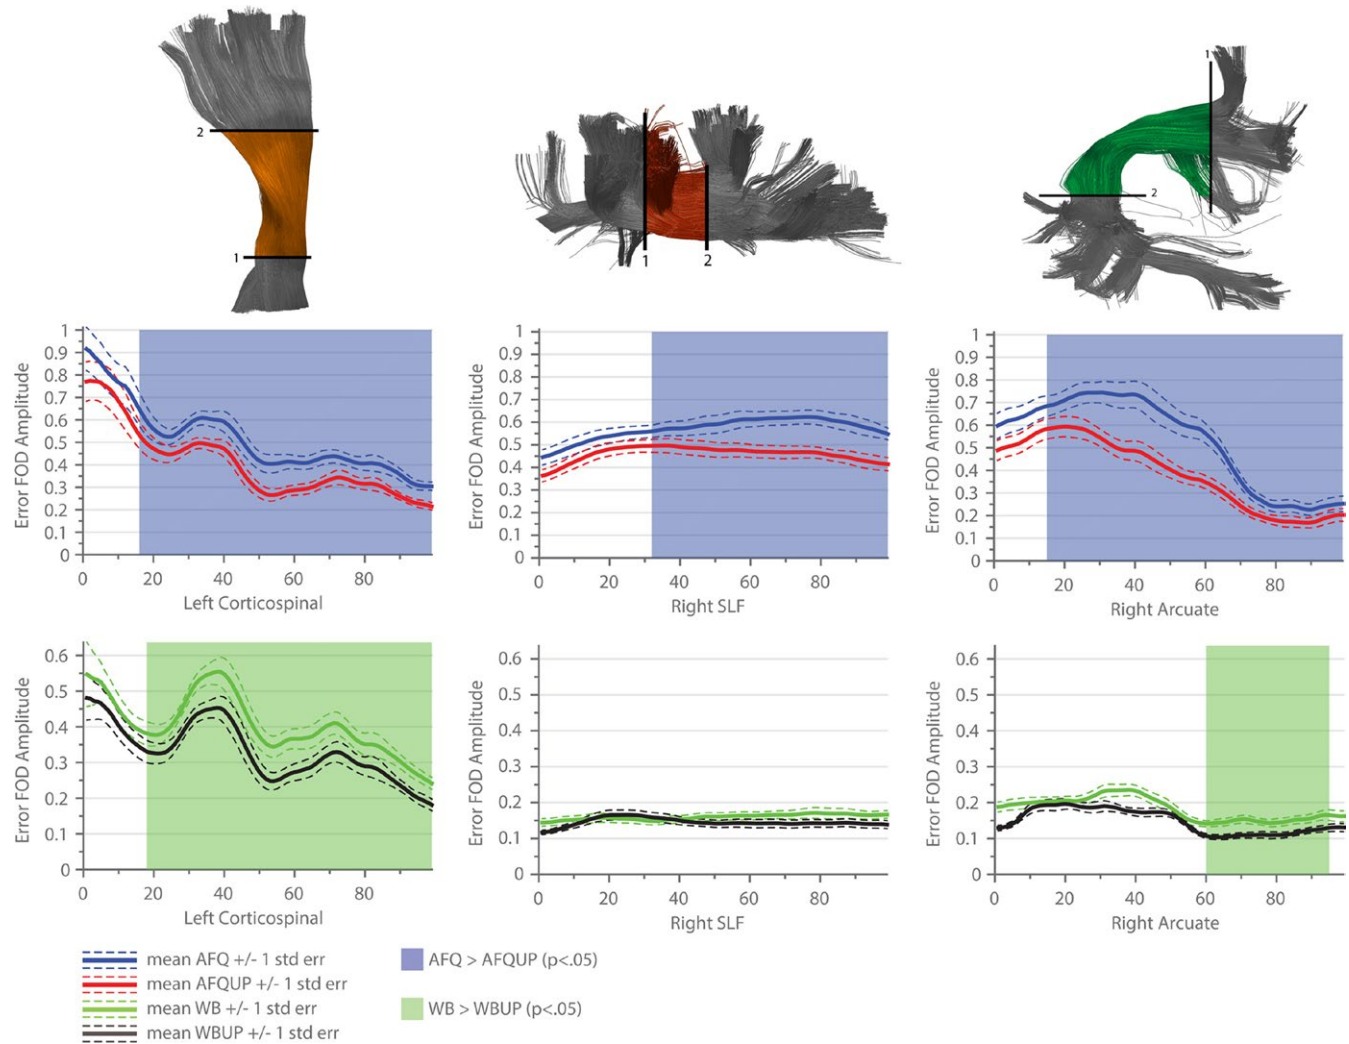 2
1
1
2
1
2
1
0.9
0.8
0.7
0.6
0.5
0.4
0.3
0.2
0.1
0
Error FOD Amplitude
0 20 40 60 80
Left Corticospinal
1
0.9
0.8
0.7
0.6
0.5
0.4
0.3
0.2
0.1
0
Error FOD Amplitude
0 20 40 60 80
Right SLF
1
0.9
0.8
0.7
0.6
0.5
0.4
0.3
0.2
0.1
0
Error FOD Amplitude
0 20 40 60 80
Right Arcuate
0.6
0.5
0.4
0.3
0.2
0.1
0
Error FOD Amplitude
0 20 40 60 80
Left Corticospinal
0.6
0.5
0.4
0.3
0.2
0.1
0
Error FOD Amplitude
0 20 40 60 80
Right SLF
0.6
0.5
0.4
0.3
0.2
0.1
0
Error FOD Amplitude
0 20 40 60 80
Right Arcuate
mean AFQ +/- 1 std err
mean AFQUP +/- 1 std err
mean WB +/- 1 std err
mean WBUP +/- 1 std err
AFQ > AFQUP (p<.05)
WB > WBUP (p<.05)